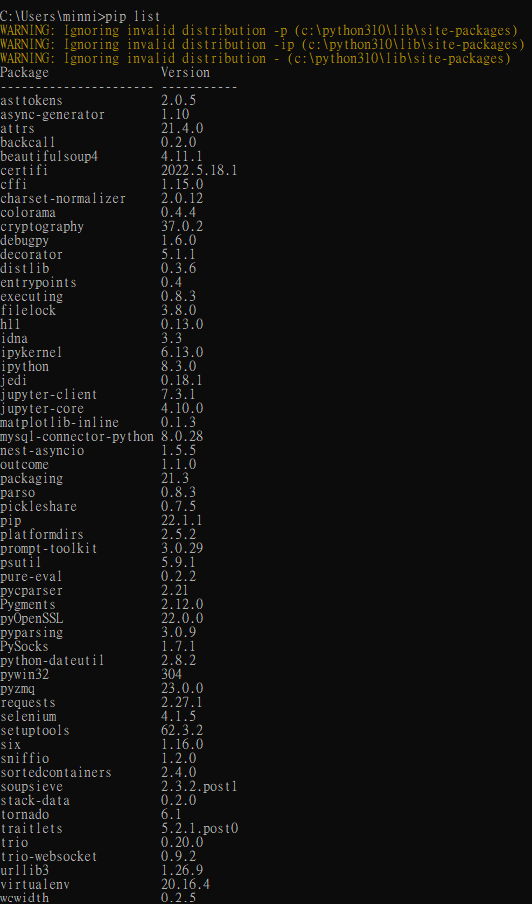 C:\Users\minni>pip list
WARNING: Ignoring invalid distribution -p (c:\python310\lib\site-packages)
WARNING: Ignoring invalid distribution -ip (c:\python310\lib\site-packages)
WARNING: Ignoring invalid distribution - (c:\python310\lib\site-packages)
Package Version
---------------------- -----------
asttokens 2.0.5
async-generator 1.10
attrs 21.4.0
backcall 0.2.0
beautifulsoup4 4.11.1
certifi 2022.5.18.1
cffi 1.15.0
charset-normalizer 2.0.12
colorama 0.4.4
cryptography 37.0.2
debugpy 1.6.0
decorator 5.1.1
distlib 0.3.6
entrypoints 0.4
executing 0.8.3
filelock 3.8.0
h11 0.13.0
idna 3.3
ipykernel 6.13.0
ipython 8.3.0
jedi 0.18.1
jupyter-client 7.3.1
jupyter-core 4.10.0
matplotlib-inline 0.1.3
mysql-connector-python 8.0.28
nest-asyncio 1.5.5
outcome 1.1.0
packaging 21.3
parso 0.8.3
pickleshare 0.7.5
pip 22.1.1
platformdirs 2.5.2
prompt-toolkit 3.0.29
psutil 5.9.1
pure-eval 0.2.2
pycparser 2.21
Pygments 2.12.0
pyOpenSSL 22.0.0
pyparsing 3.0.9
PySocks 1.7.1
python-dateutil 2.8.2
pywin32 304
pyzmq 23.0.0
requests 2.27.1
selenium 4.1.5
setuptools 62.3.2
six 1.16.0
sniffio 1.2.0
sortedcontainers 2.4.0
soupsieve 2.3.2.post1
stack-data 0.2.0
tornado 6.1
traitlets 5.2.1.post0
trio 0.20.0
trio-websocket 0.9.2
urllib3 1.26.9
virtualenv 20.16.4
wcwidth 0.2.5